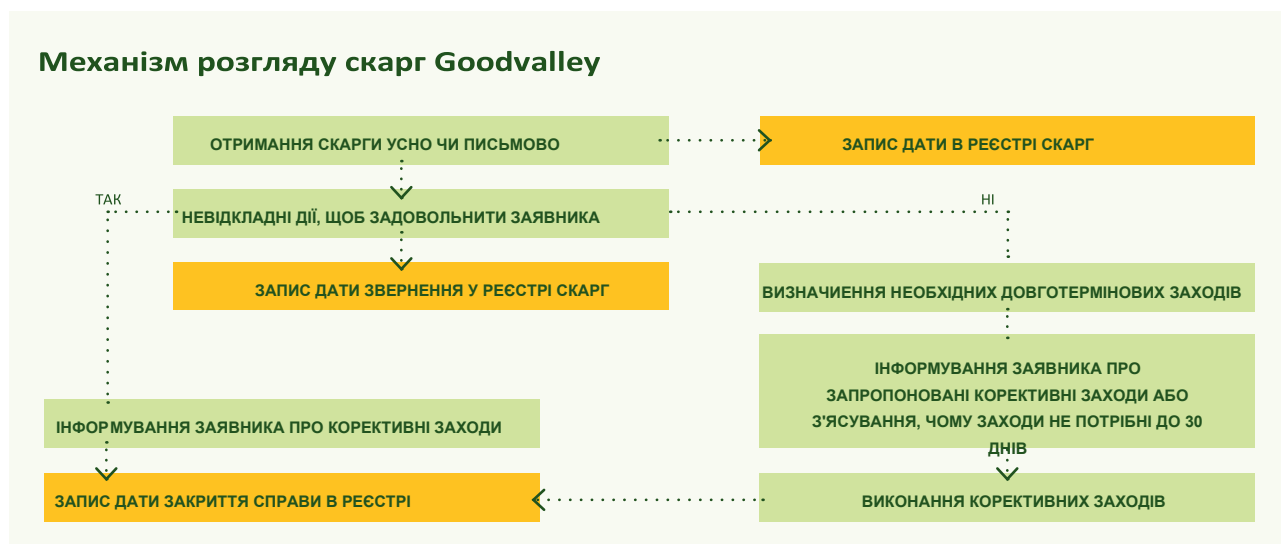 Механізм розгляду скарг Goodvalley
ОТРИМАННЯ СКАРГИ УСНО ЧИ ПИСЬМОВО
ЗАПИС ДАТИ В РЕЄСТРІ СКАРГ
ТАК
НЕВІДКЛАДНІ ДІЇ, ЩОБ ЗАДОВОЛЬНИТИ ЗАЯВНИКА
НІ
ЗАПИС ДАТИ ЗВЕРНЕННЯ У РЕЄСТРІ СКАРГ
ВИЗНАЧИЕННЯ НЕОБХІДНИХ ДОВГОТЕРМІНОВИХ ЗАХОДІВ
ІНФОРМУВАННЯ ЗАЯВНИКА ПРО
ЗАПРОПОНОВАНІ КОРЕКТИВНІ ЗАХОДИ АБО
З'ЯСУВАННЯ, ЧОМУ ЗАХОДИ НЕ ПОТРІБНІ ДО 30
ДНІВ
ІНФОРМУВАННЯ ЗАЯВНИКА ПРО КОРЕКТИВНІ ЗАХОДИ
ЗАПИС ДАТИ ЗАКРИТТЯ СПРАВИ В РЕЄСТРІ
ВИКОНАННЯ КОРЕКТИВНИХ ЗАХОДІВ